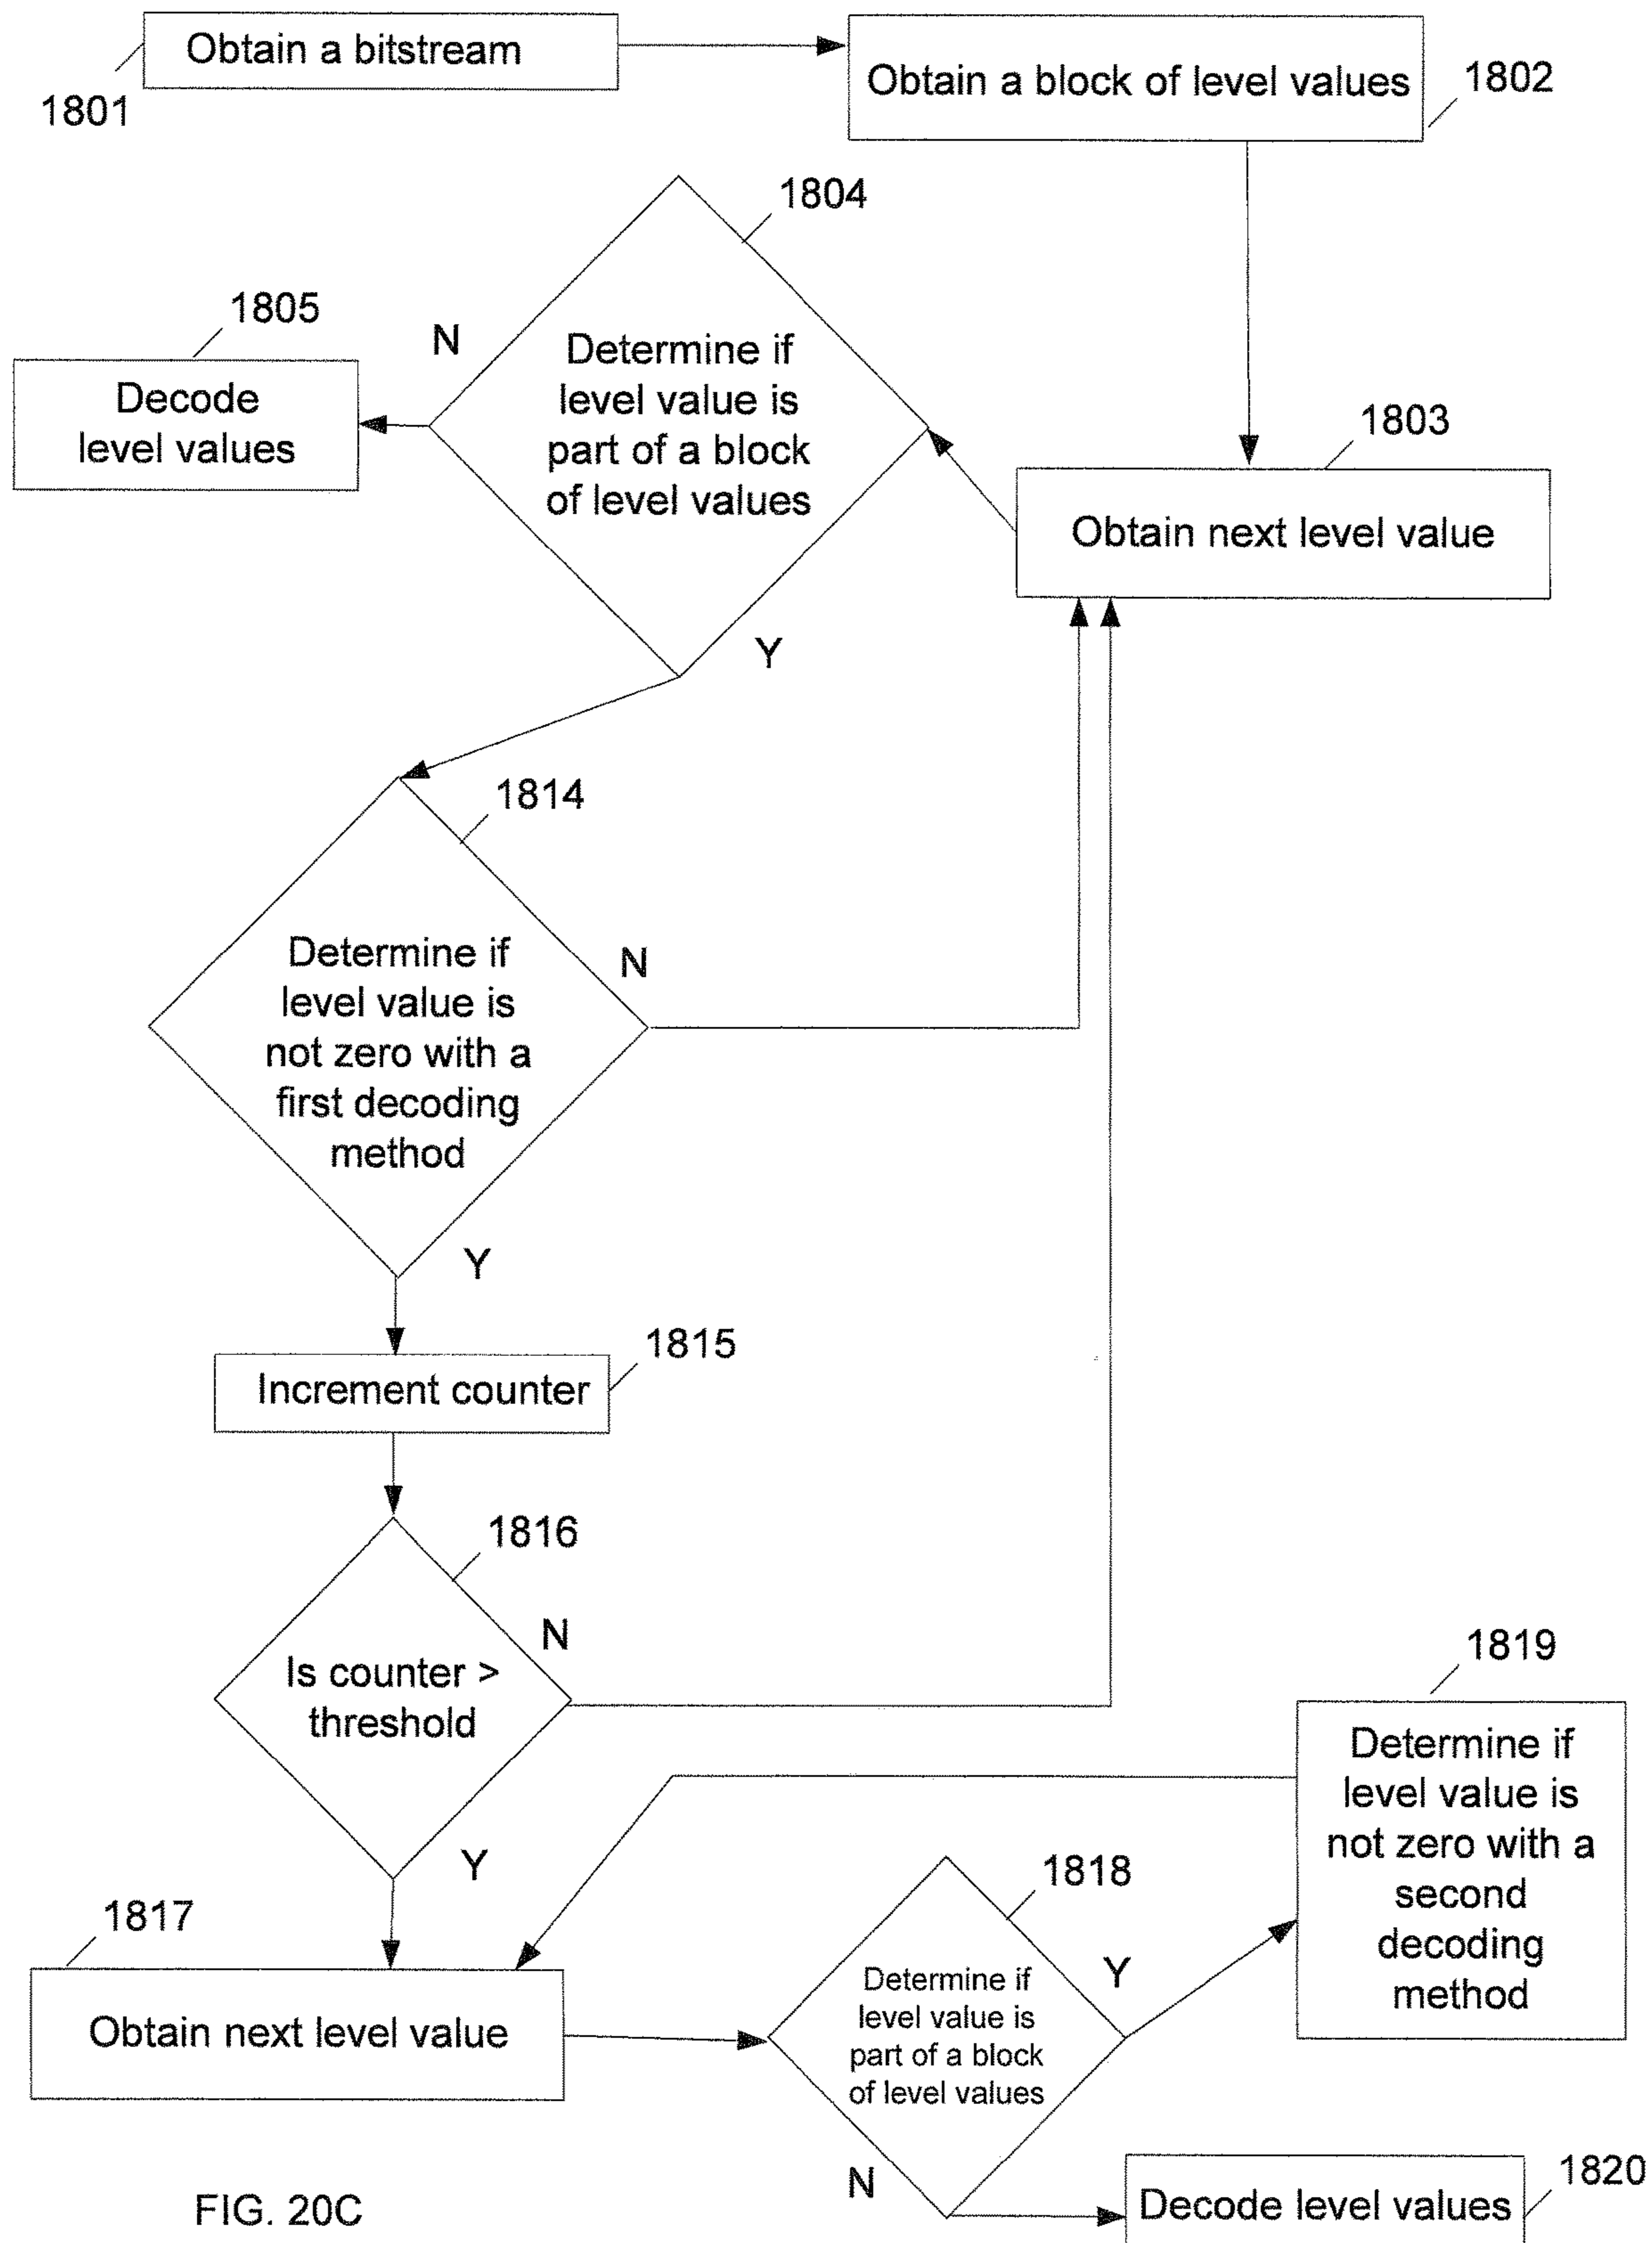 Obtain a bitstream
1801
Obtain a block of level values
1802
1804
1805
N
Determine if
level value is
part of a block
of level values
Decode
level values
1803
Obtain next level value
Y
1814
Determine if
level value is
not zero with a
first decoding
method
N
Y
1815
Increment counter
1816
N
Is counter >
threshold
1819
Determine if
level value is
not zero with a
second
decoding
method
Y
1818
1817
Y
Obtain next level value
Determine if
level value is
part of a block
of level values
N
1820
Decode level values
FIG. 20C